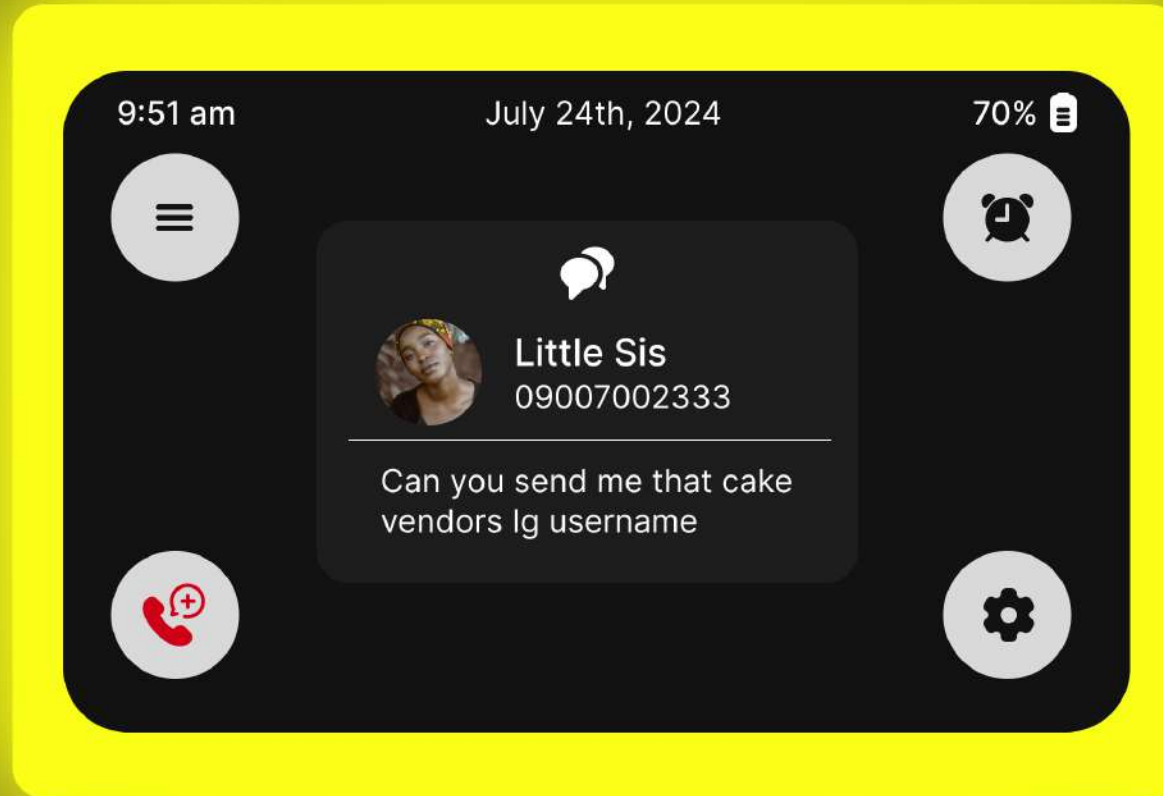 9:51 am
July 24th, 2024
70%
Little Sis
09007002333
Can you send me that cake
vendors Ig username